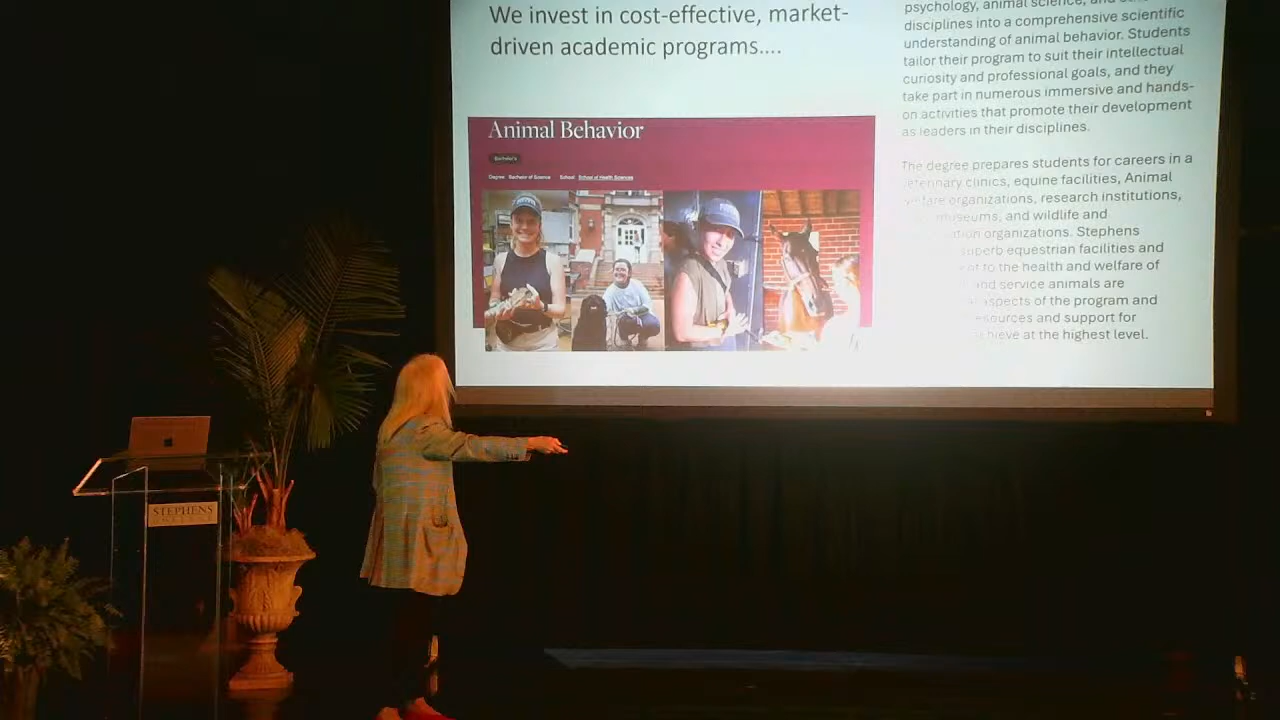 We invest in cost-effective, market-
driven academic programs....
Animal Behavior
Bachelor's
Degree Bachelor of Science School School of Health Sciences
psychology, animal science, and
disciplines into a comprehensive scientific
understanding of animal behavior. Students
tailor their program to suit their intellectual
curiosity and professional goals, and they
take part in numerous immersive and hands-
on activities that promote their development
as leaders in their disciplines.
The degree prepares students for careers in a
clinics, equine facilities, Animal
organizations, research institutions,
museums, and wildlife and
organizations. Stephens
equestrian facilities and
to the health and welfare of
and service animals are
aspects of the program and
and support for
at the highest level.
STEPHENS
COLLEGE